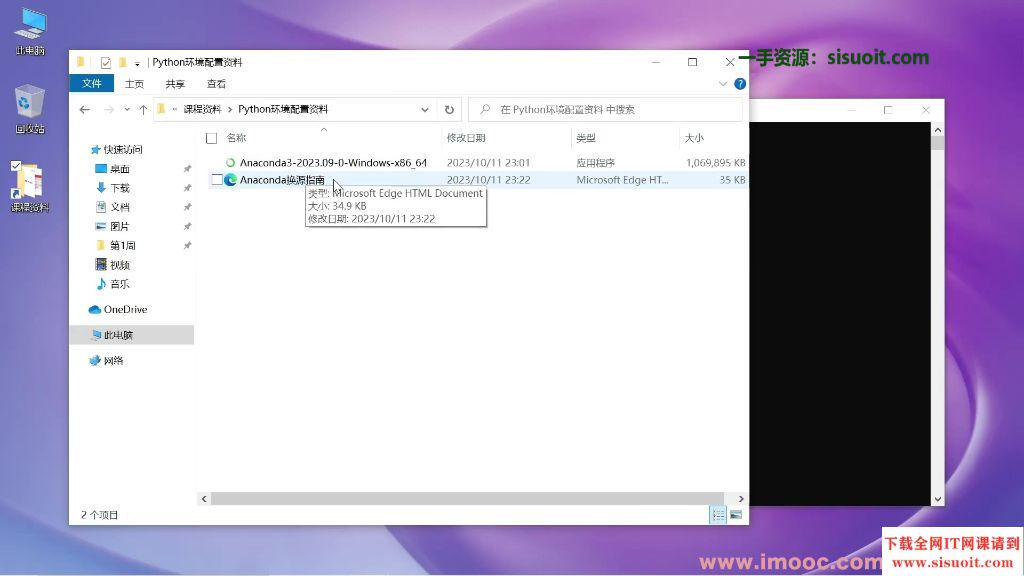 此电脑
回收站
课程资料
Python环境配置资料
一手资源：sisuoit.com
文件 主页 共享 查看
« 课程资料 › Python环境配置资料
在 Python环境配置资料 中搜索
名称 修改日期 类型 大小
Anaconda3-2023.09-0-Windows-x86_64 2023/10/11 23:01 应用程序 1,069,895 KB
Anaconda换源指南 2023/10/11 23:22 Microsoft Edge HT... 35 KB
类型: Microsoft Edge HTML Document
大小: 34.9 KB
修改日期: 2023/10/11 23:22
快速访问
桌面
下载
文档
图片
第1周
视频
音乐
OneDrive
此电脑
网络
2 个项目
www.imooc.com
下载全网IT网课请到
www.sisuoit.com